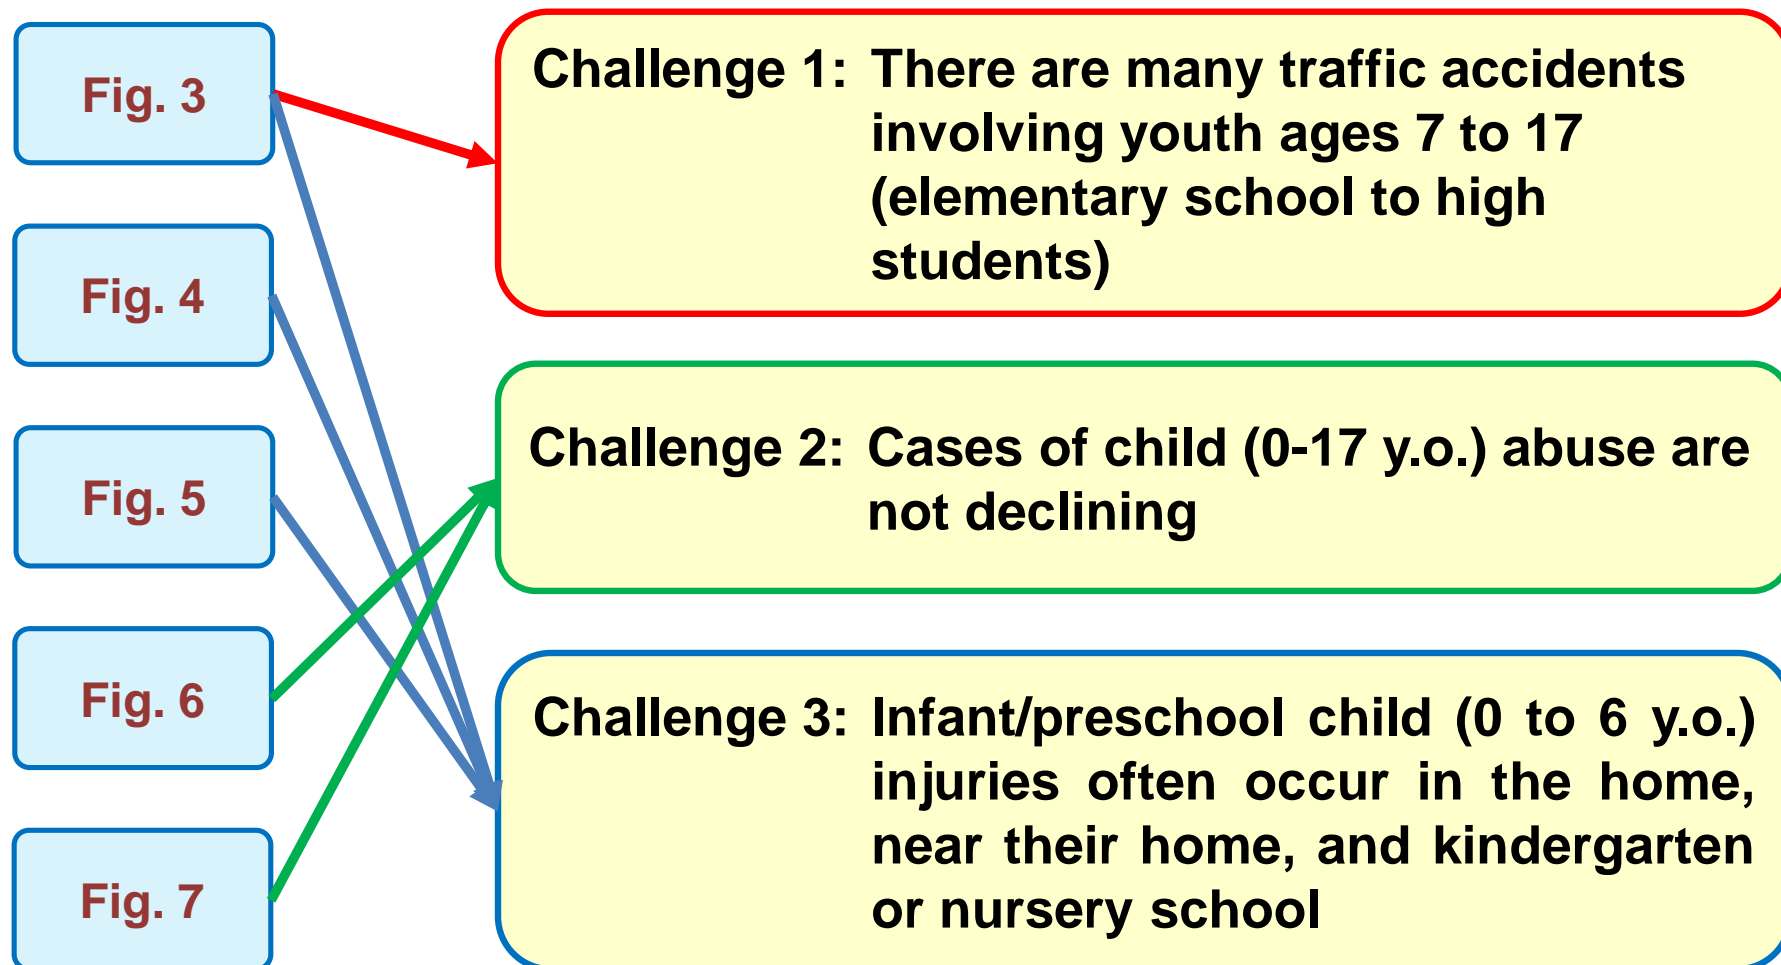 Fig. 3
Fig. 4
Fig. 5
Fig. 6
Fig. 7
Challenge 1: There are many traffic accidents
involving youth ages 7 to 17
(elementary school to high
students)
Challenge 2: Cases of child (0-17 y.o.) abuse are
not declining
Challenge 3: Infant/preschool child (0 to 6 y.o.)
injuries often occur in the home,
near their home, and kindergarten
or nursery school